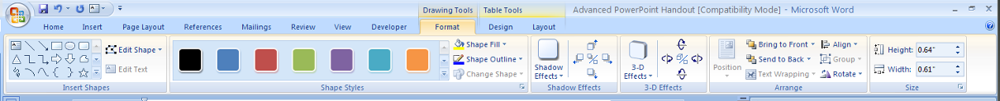 Drawing Tools Table Tools Advanced PowerPoint Handout [Compatibility Mode] - Microsoft Word
Home Insert Page Layout References Mailings Review View Developer Format Design Layout
Edit Shape
Edit Text
Insert Shapes
Shape Fill
Shape Outline
Change Shape
Shape Styles
Shadow
Effects
Shadow Effects
3-D
Effects
3-D Effects
Position
Bring to Front
Send to Back
Text Wrapping
Align
Group
Rotate
Arrange
Height: 0.64"
Width: 0.61"
Size